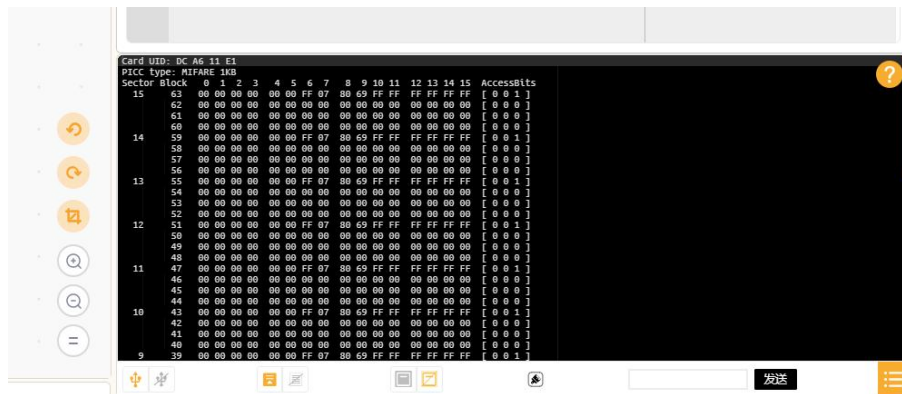 Card UID: DC A6 11 E1
PICC type: MIFARE 1KB
Sector Block 0 1 2 3 4 5 6 7 8 9 10 11 12 13 14 15 AccessBits
15 63 00 00 00 00 00 00 FF 07 80 69 FF FF FF FF FF FF [ 0 0 1 ]
62 00 00 00 00 00 00 00 00 00 00 00 00 00 00 00 00 [ 0 0 0 ]
61 00 00 00 00 00 00 00 00 00 00 00 00 00 00 00 00 [ 0 0 0 ]
60 00 00 00 00 00 00 00 00 00 00 00 00 00 00 00 00 [ 0 0 0 ]
14 59 00 00 00 00 00 00 FF 07 80 69 FF FF FF FF FF FF [ 0 0 1 ]
58 00 00 00 00 00 00 00 00 00 00 00 00 00 00 00 00 [ 0 0 0 ]
57 00 00 00 00 00 00 00 00 00 00 00 00 00 00 00 00 [ 0 0 0 ]
56 00 00 00 00 00 00 00 00 00 00 00 00 00 00 00 00 [ 0 0 0 ]
13 55 00 00 00 00 00 00 FF 07 80 69 FF FF FF FF FF FF [ 0 0 1 ]
54 00 00 00 00 00 00 00 00 00 00 00 00 00 00 00 00 [ 0 0 0 ]
53 00 00 00 00 00 00 00 00 00 00 00 00 00 00 00 00 [ 0 0 0 ]
52 00 00 00 00 00 00 00 00 00 00 00 00 00 00 00 00 [ 0 0 0 ]
12 51 00 00 00 00 00 00 FF 07 80 69 FF FF FF FF FF FF [ 0 0 1 ]
50 00 00 00 00 00 00 00 00 00 00 00 00 00 00 00 00 [ 0 0 0 ]
49 00 00 00 00 00 00 00 00 00 00 00 00 00 00 00 00 [ 0 0 0 ]
48 00 00 00 00 00 00 00 00 00 00 00 00 00 00 00 00 [ 0 0 0 ]
11 47 00 00 00 00 00 00 FF 07 80 69 FF FF FF FF FF FF [ 0 0 1 ]
46 00 00 00 00 00 00 00 00 00 00 00 00 00 00 00 00 [ 0 0 0 ]
45 00 00 00 00 00 00 00 00 00 00 00 00 00 00 00 00 [ 0 0 0 ]
44 00 00 00 00 00 00 00 00 00 00 00 00 00 00 00 00 [ 0 0 0 ]
10 43 00 00 00 00 00 00 FF 07 80 69 FF FF FF FF FF FF [ 0 0 1 ]
42 00 00 00 00 00 00 00 00 00 00 00 00 00 00 00 00 [ 0 0 0 ]
41 00 00 00 00 00 00 00 00 00 00 00 00 00 00 00 00 [ 0 0 0 ]
40 00 00 00 00 00 00 00 00 00 00 00 00 00 00 00 00 [ 0 0 0 ]
9 39 00 00 00 00 00 00 FF 07 80 69 FF FF FF FF FF FF [ 0 0 1 ]
发送